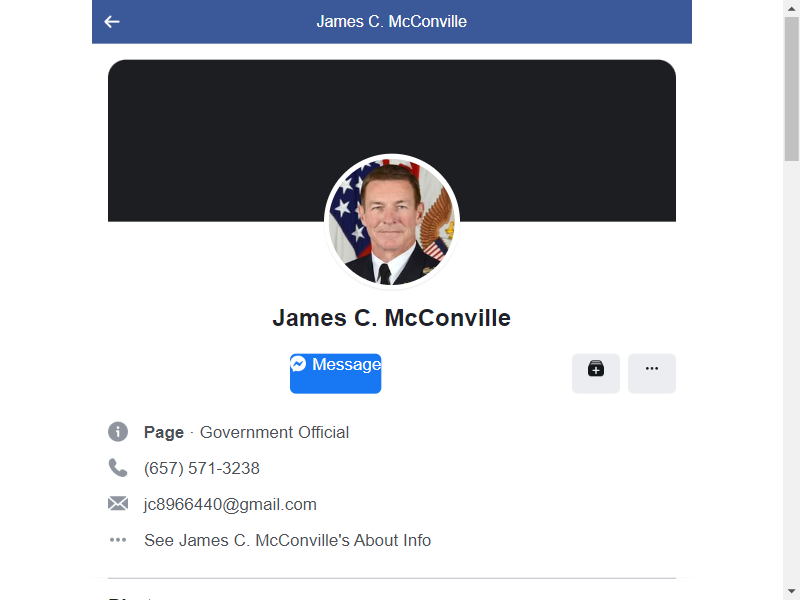 James C. McConville
James C. McConville
Message
Page · Government Official
(657) 571-3238
jc8966440@gmail.com
See James C. McConville's About Info